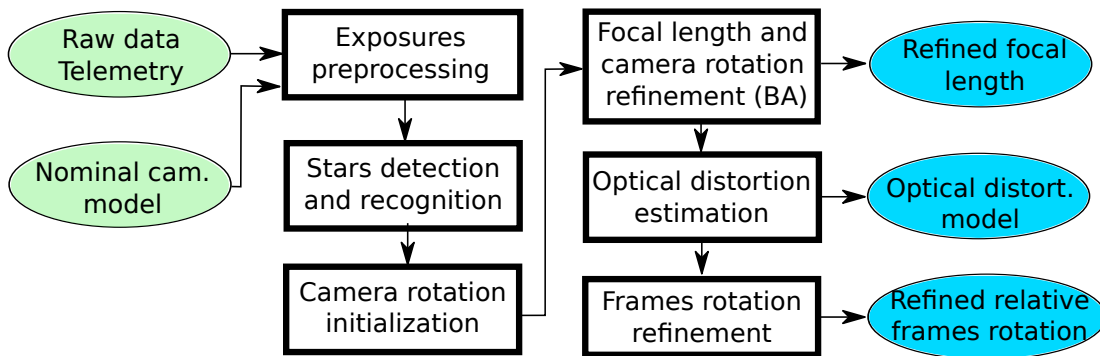 Raw data
Telemetry
Nominal cam.
model
Exposures
preprocessing
Stars detection
and recognition
Camera rotation
initialization
Focal length and
camera rotation
refinement (BA)
Optical distortion
estimation
Frames rotation
refinement
Refined focal
length
Optical distort.
model
Refined relative
frames rotation